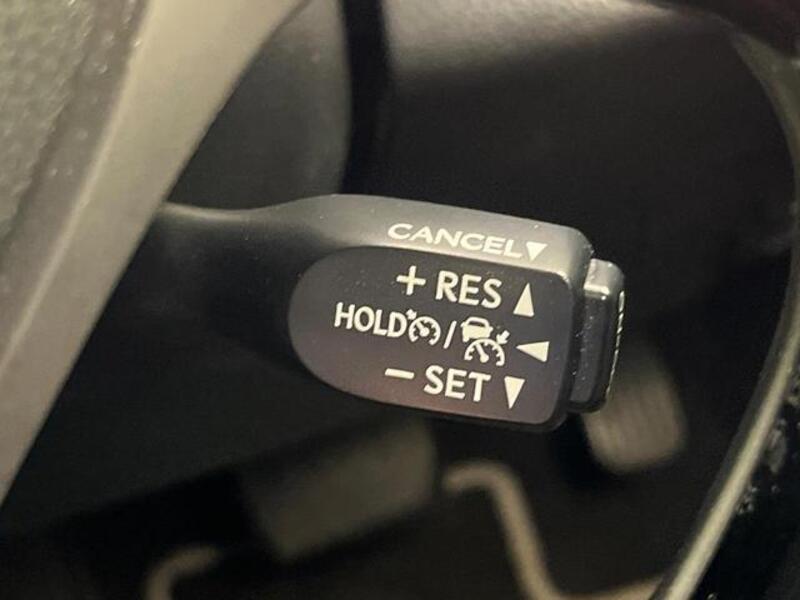 CANCEL▼
+ RES ▲
HOLD / ◀
− SET ▼